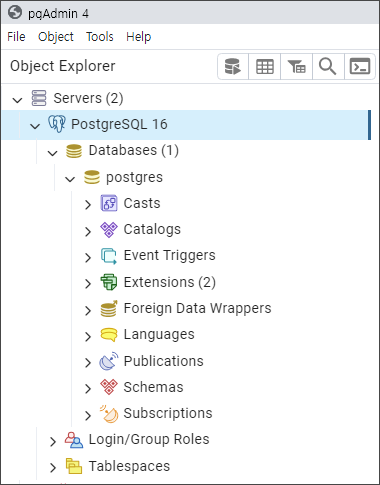 pgAdmin 4
File Object Tools Help
Object Explorer
Servers (2)
PostgreSQL 16
Databases (1)
postgres
Casts
Catalogs
Event Triggers
Extensions (2)
Foreign Data Wrappers
Languages
Publications
Schemas
Subscriptions
Login/Group Roles
Tablespaces